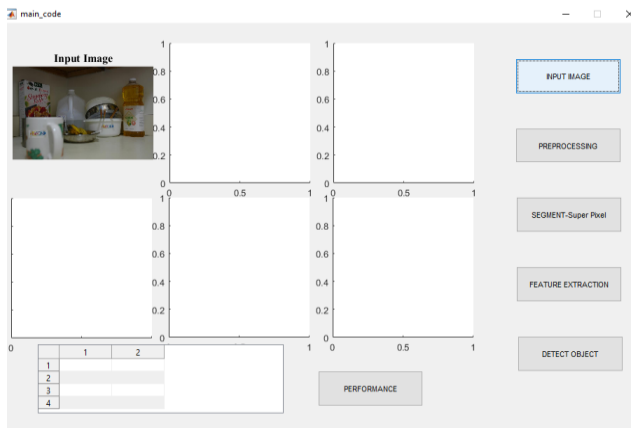 main_code
Input Image
INPUT IMAGE
1
0.8
0.6
0.4
0.2
0
0 0.5 1
1
0.8
0.6
0.4
0.2
0
0 0.5 1
PREPROCESSING
SEGMENT-Super Pixel
FEATURE EXTRACTION
DETECT OBJECT
0
1
0.8
0.6
0.4
0.2
0
1
1
0.8
0.6
0.4
0.2
0
0 0.5 1
1 2
1
2
3
4
PERFORMANCE